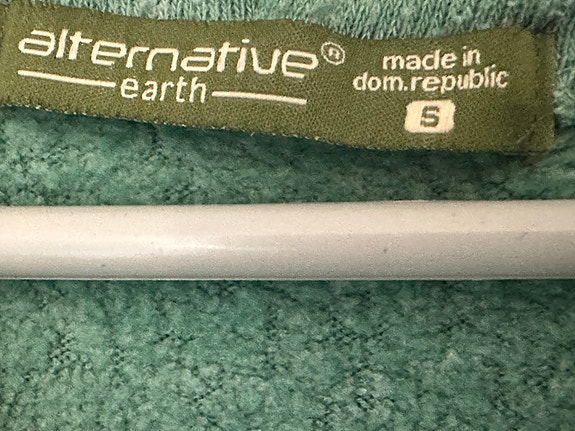 alternative®
earth
made in
dom.republic
S